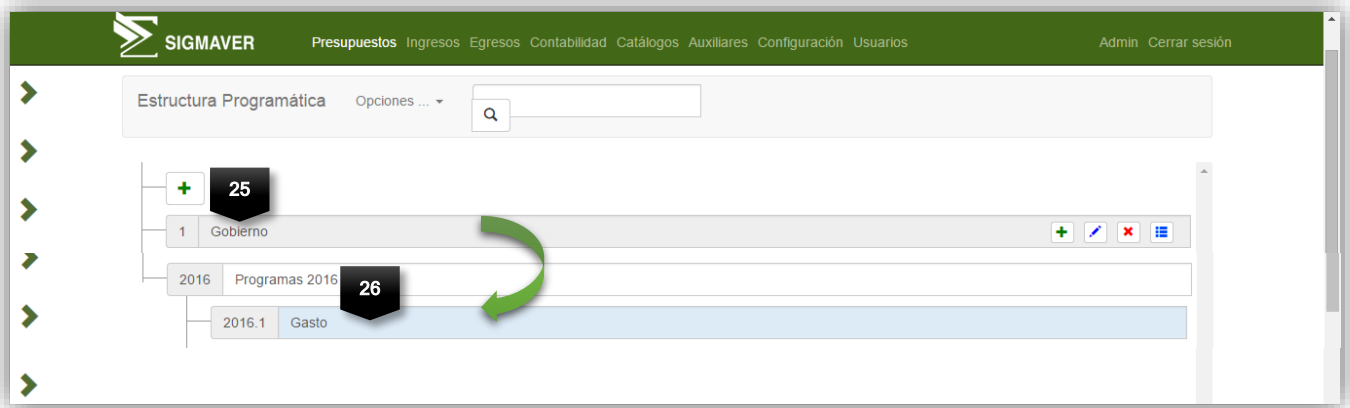 SIGMAVER Presupuestos Ingresos Egresos Contabilidad Catálogos Auxiliares Configuración Usuarios Admin Cerrar sesión
Estructura Programática Opciones ...
25
1 Gobierno
2016 Programas 2016
26
2016.1 Gasto